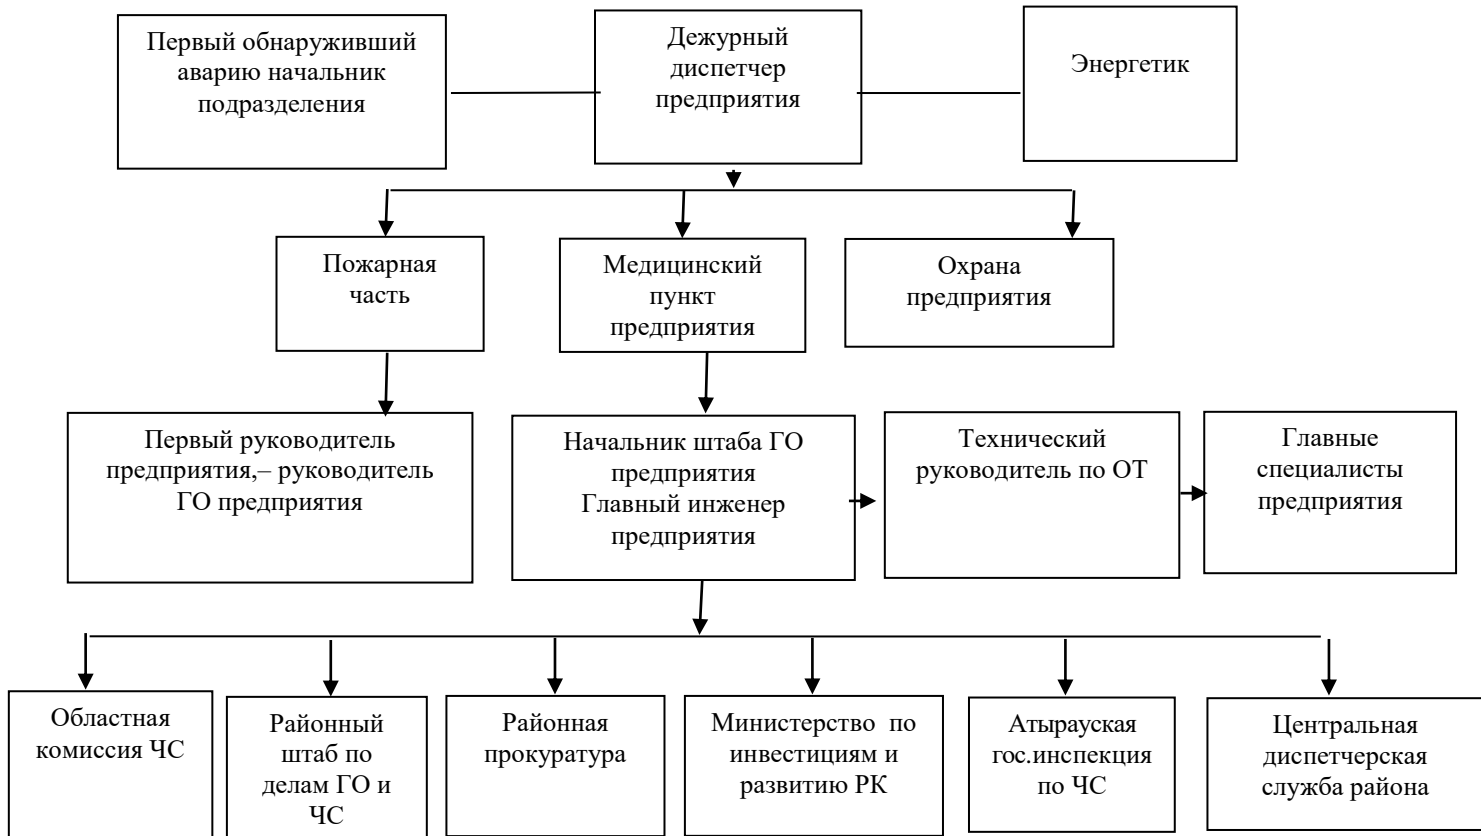 Первый обнаруживший
аварию начальник
подразделения
Дежурный
диспетчер
предприятия
Энергетик
Пожарная
часть
Медицинский
пункт
предприятия
Охрана
предприятия
Первый руководитель
предприятия,– руководитель
ГО предприятия
Начальник штаба ГО
предприятия
Главный инженер
предприятия
Технический
руководитель по ОТ
Главные
специалисты
предприятия
Областная
комиссия ЧС
Районный
штаб по
делам ГО и
ЧС
Районная
прокуратура
Министерство по
инвестициям и
развитию РК
Атырауская
гос.инспекция
по ЧС
Центральная
диспетчерская
служба района